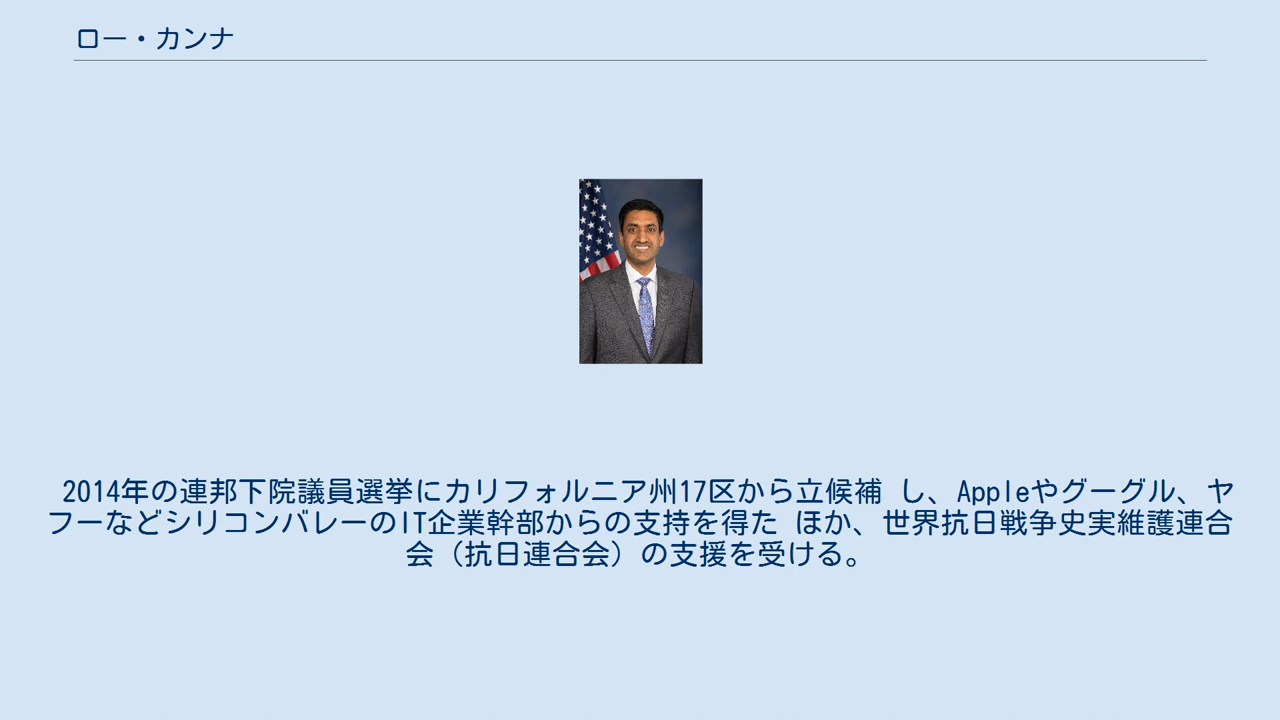 ロー・カンナ
2014年の連邦下院議員選挙にカリフォルニア州17区から立候補 し、Appleやグーグル、ヤ
フーなどシリコンバレーのIT企業幹部からの支持を得た ほか、世界抗日戦争史実維護連合
会（抗日連合会）の支援を受ける。